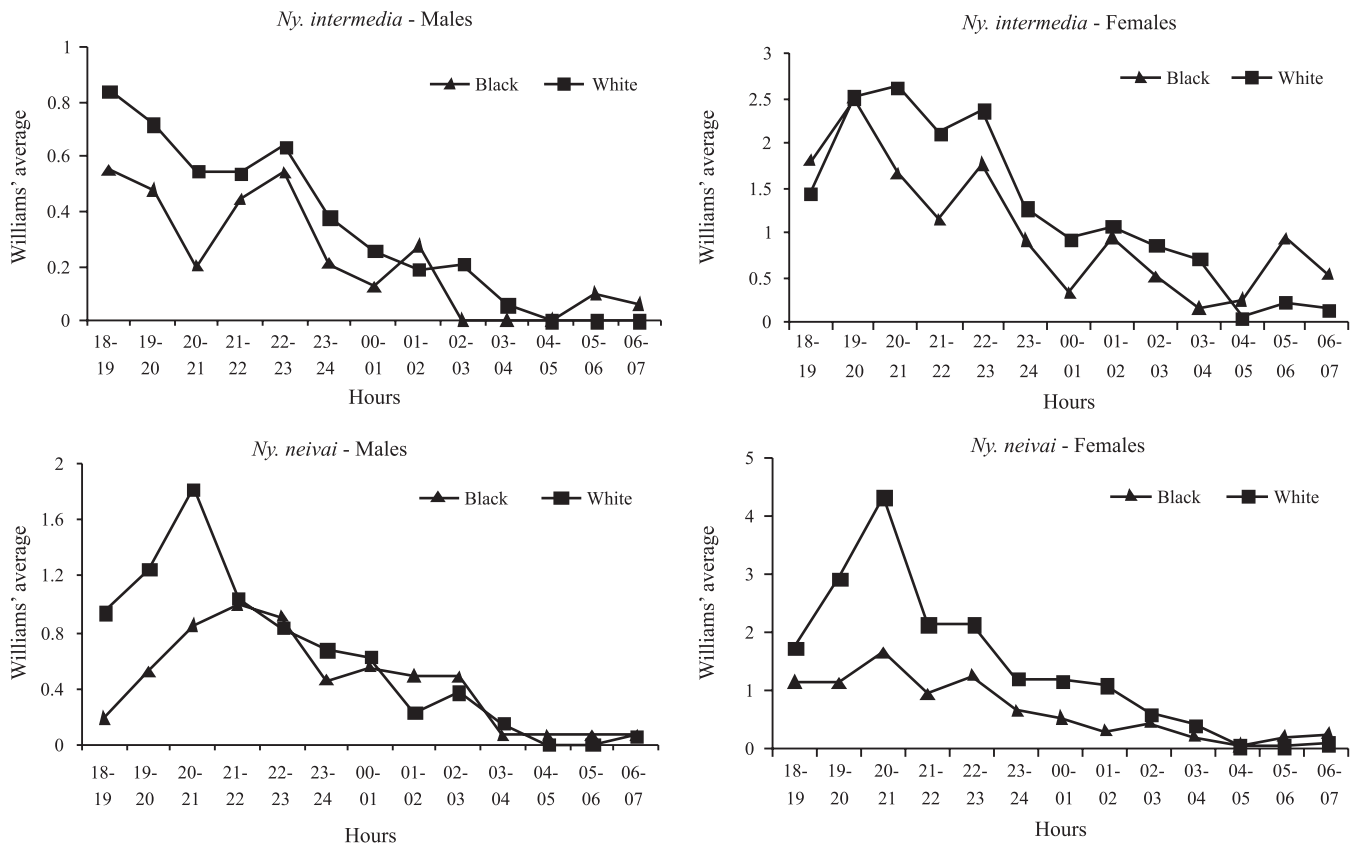 Ny. intermedia - Males
Black
White
Williams' average
1
0.8
0.6
0.4
0.2
0
18- 19- 20- 21- 22- 23- 00- 01- 02- 03- 04- 05- 06-
19 20 21 22 23 24 01 02 03 04 05 06 07
Hours
Ny. intermedia - Females
Black
White
Williams' average
3
2.5
2
1.5
1
0.5
0
18- 19- 20- 21- 22- 23- 00- 01- 02- 03- 04- 05- 06-
19 20 21 22 23 24 01 02 03 04 05 06 07
Hours
Ny. neivai - Males
Black
White
Williams' average
2
1.6
1.2
0.8
0.4
0
18- 19- 20- 21- 22- 23- 00- 01- 02- 03- 04- 05- 06-
19 20 21 22 23 24 01 02 03 04 05 06 07
Hours
Ny. neivai - Females
Black
White
Williams' average
5
4
3
2
1
0
18- 19- 20- 21- 22- 23- 00- 01- 02- 03- 04- 05- 06-
19 20 21 22 23 24 01 02 03 04 05 06 07
Hours